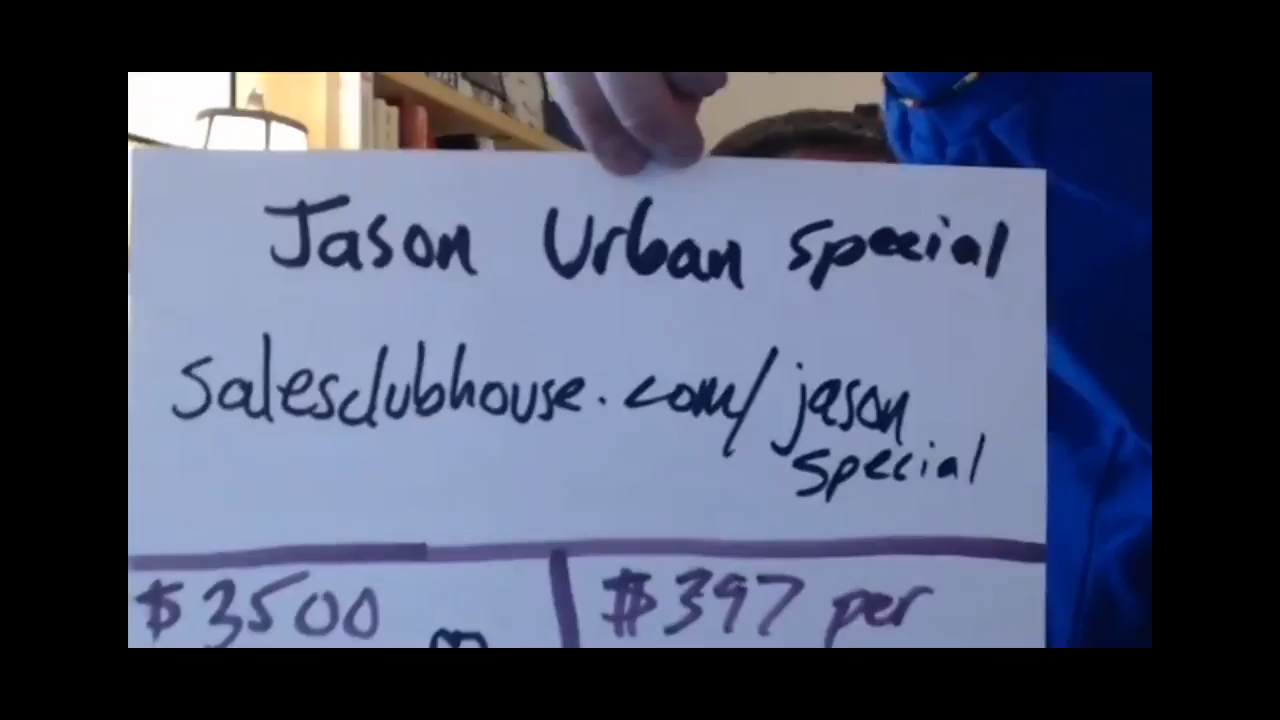 Jason Urban special
salesclubhouse.com/jason
special
$3500
$397 per